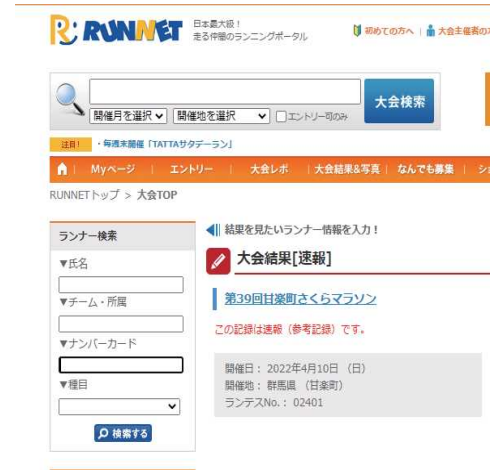 RUNNET
日本最大級！
走る仲間のランニングポータル
初めての方へ | 大会主催者の
開催月を選択 開催地を選択 エントリー可のみ
大会検索
注目！ ・毎週末開催「TATTAサタデーラン」
Myページ | エントリー | 大会レポ | 大会結果&写真 | なんでも募集 | シ
RUNNETトップ > 大会TOP
ランナー検索
▼氏名
▼チーム・所属
▼ナンバーカード
▼種目
検索する
結果を見たいランナー情報を入力！
大会結果[速報]
第39回甘楽町さくらマラソン
この記録は速報（参考記録）です。
開催日： 2022年4月10日 （日）
開催地： 群馬県 （甘楽町）
ランテスNo.： 02401